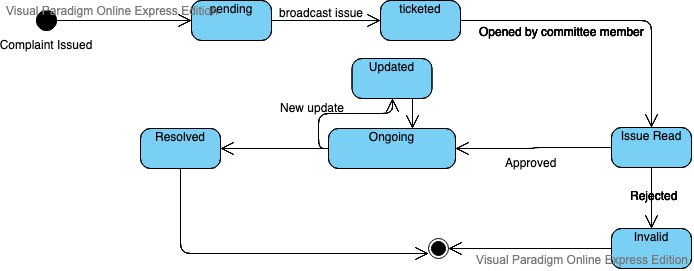 Visual Paradigm Online Express Edition
pending
broadcast issue
ticketed
Complaint Issued
Opened by committee member
Updated
New update
Resolved
Ongoing
Issue Read
Approved
Rejected
Invalid
Visual Paradigm Online Express Edition